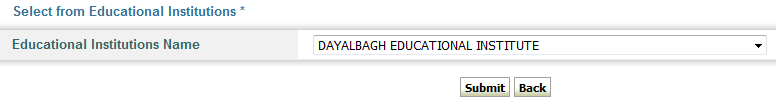 Select from Educational Institutions *
Educational Institutions Name DAYALBAGH EDUCATIONAL INSTITUTE
Submit Back